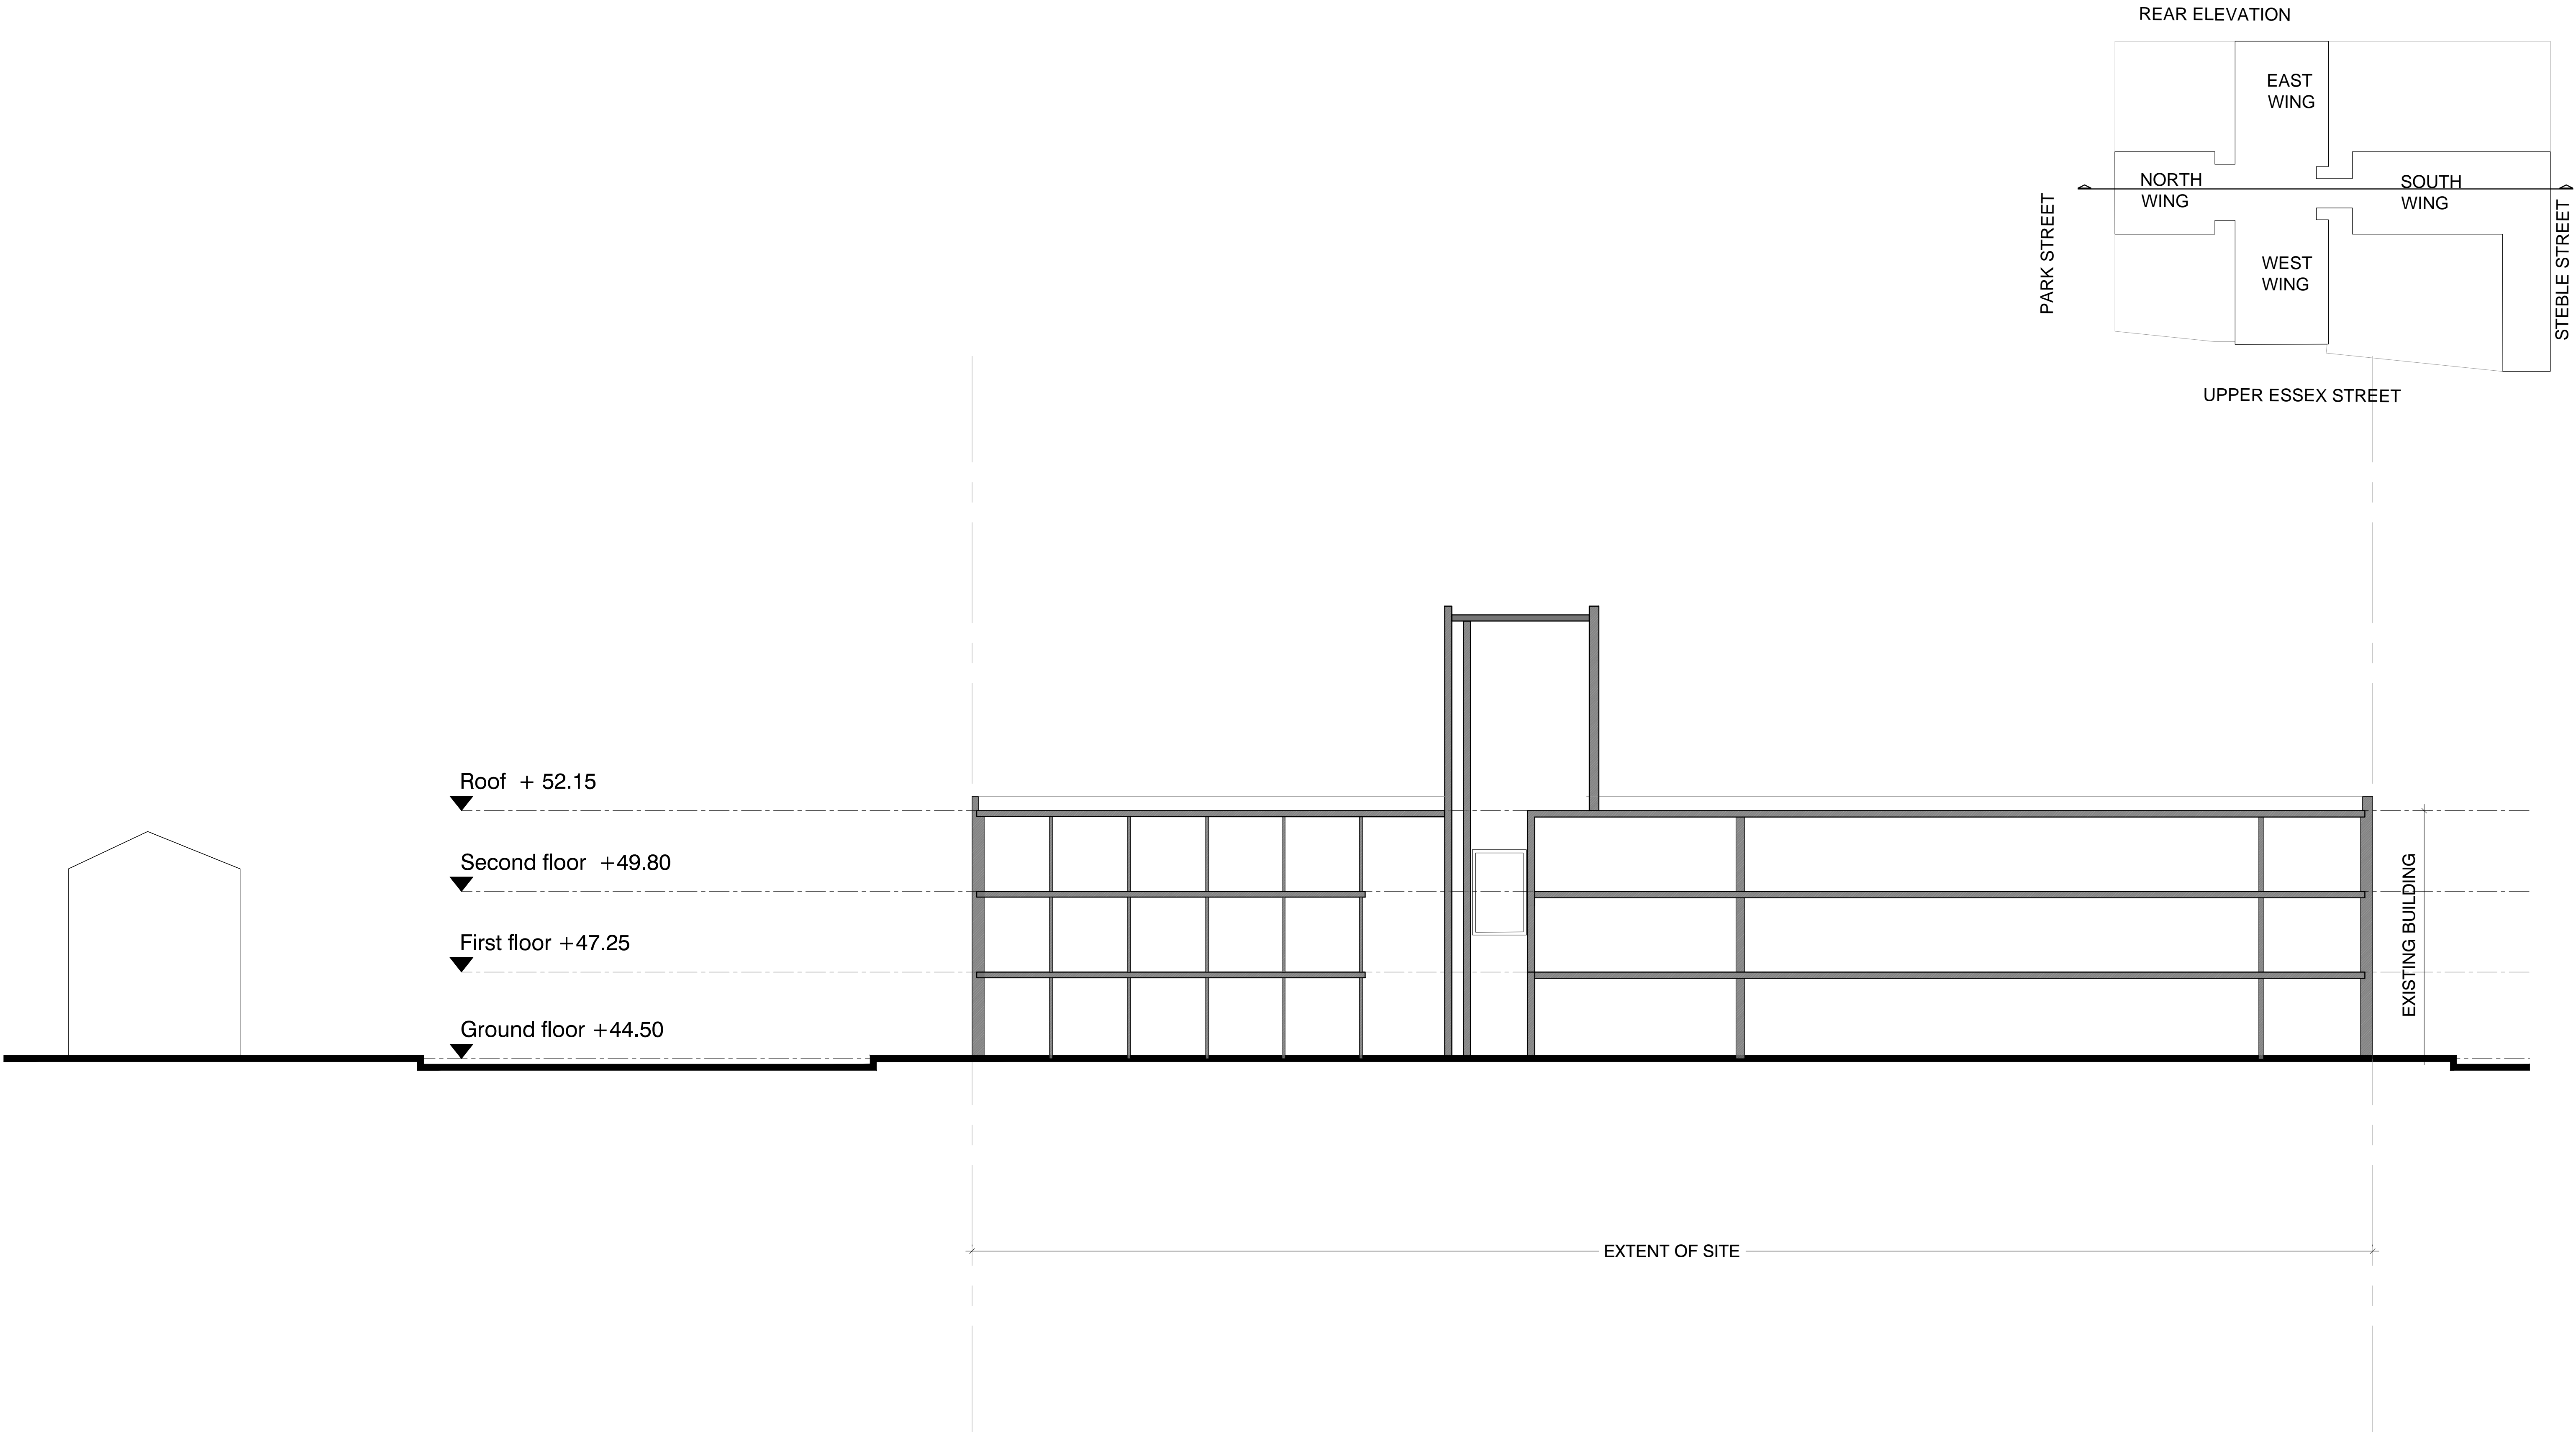 REAR ELEVATION
EAST
WING
NORTH
WING
SOUTH
WING
WEST
WING
PARK STREET
STEBLE STREET
UPPER ESSEX STREET
Roof + 52.15
Second floor +49.80
First floor +47.25
Ground floor +44.50
EXISTING BUILDING
EXTENT OF SITE